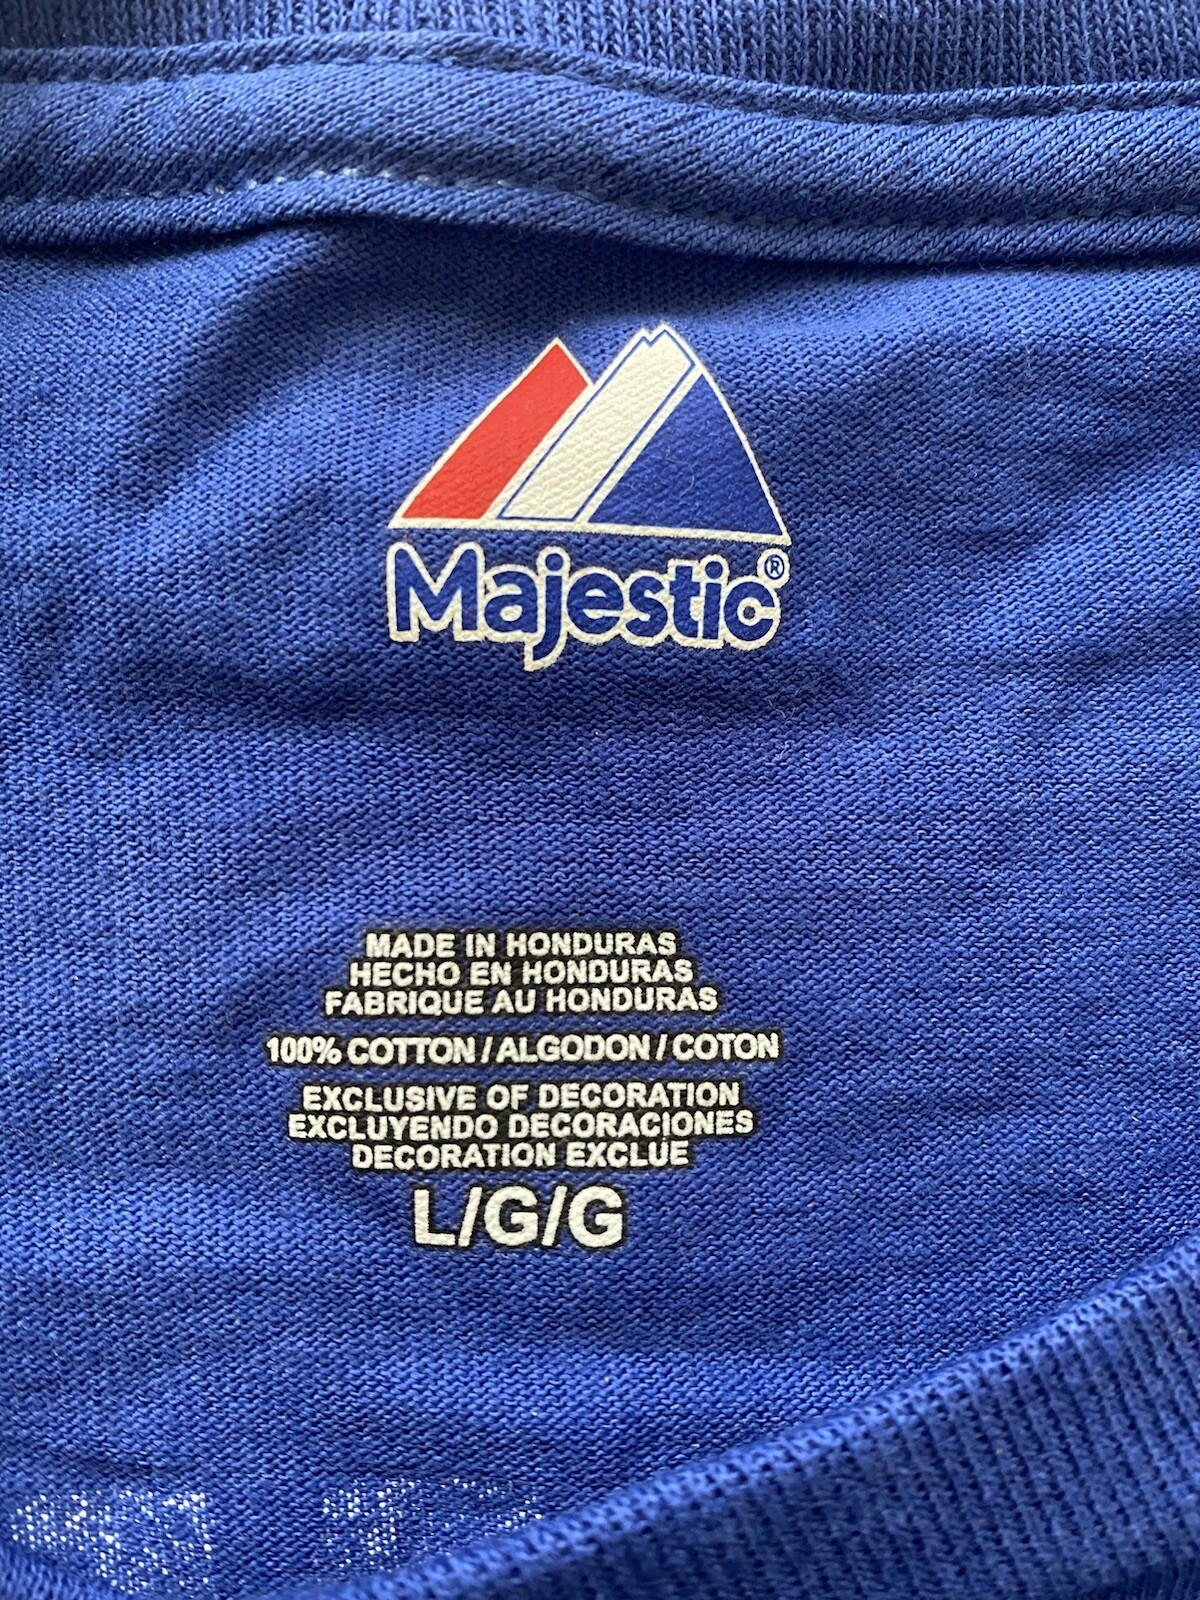 Majestic®
MADE IN HONDURAS
HECHO EN HONDURAS
FABRIQUE AU HONDURAS
100% COTTON / ALGODON / COTON
EXCLUSIVE OF DECORATION
EXCLUYENDO DECORACIONES
DECORATION EXCLUE
L/G/G